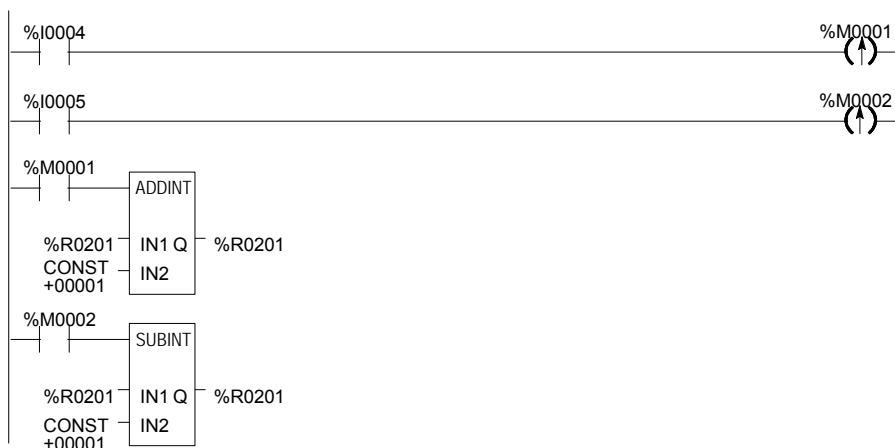 %I0004 %M0001
%I0005 %M0002
%M0001
ADDINT
%R0201 IN1 Q %R0201
CONST IN2
+00001
%M0002
SUBINT
%R0201 IN1 Q %R0201
CONST IN2
+00001